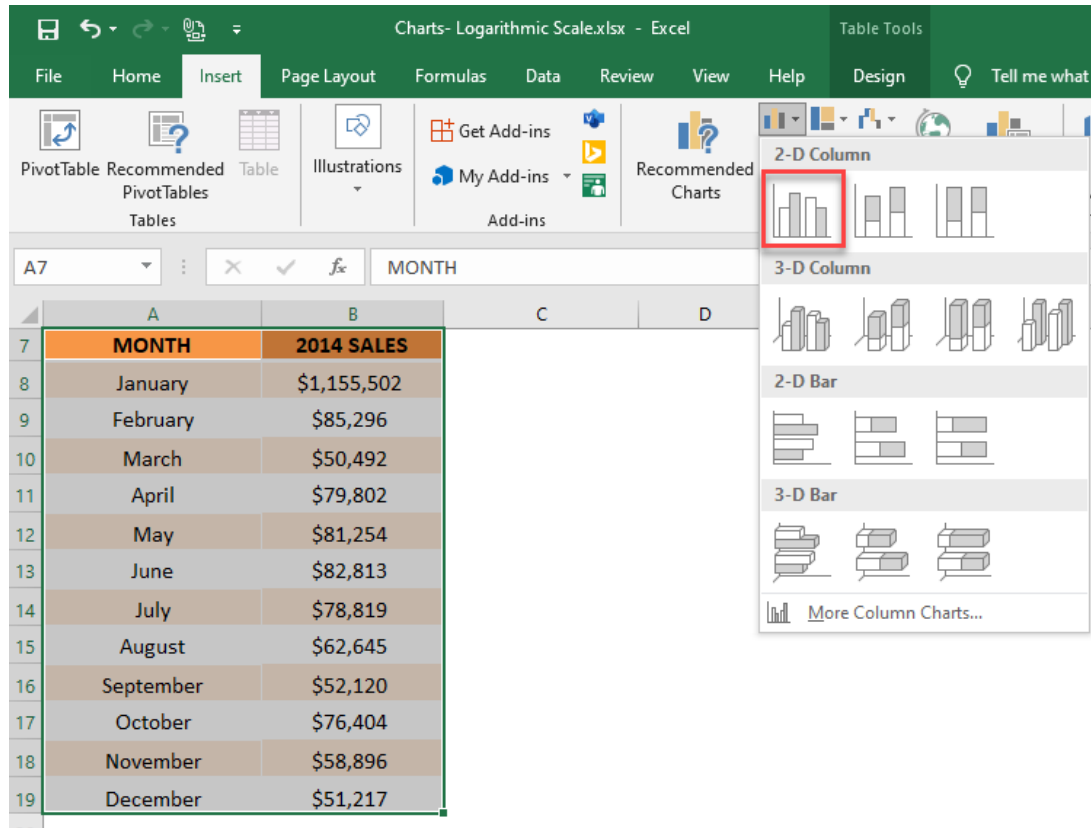 Charts- Logarithmic Scale.xlsx - Excel
Table Tools
File Home Insert Page Layout Formulas Data Review View Help Design Tell me what
PivotTable Recommended PivotTables Table
Tables
Illustrations
Get Add-ins
My Add-ins
Add-ins
Recommended Charts
2-D Column
3-D Column
2-D Bar
3-D Bar
More Column Charts...
A7 fx MONTH
A B C D
7 MONTH 2014 SALES
8 January $1,155,502
9 February $85,296
10 March $50,492
11 April $79,802
12 May $81,254
13 June $82,813
14 July $78,819
15 August $62,645
16 September $52,120
17 October $76,404
18 November $58,896
19 December $51,217